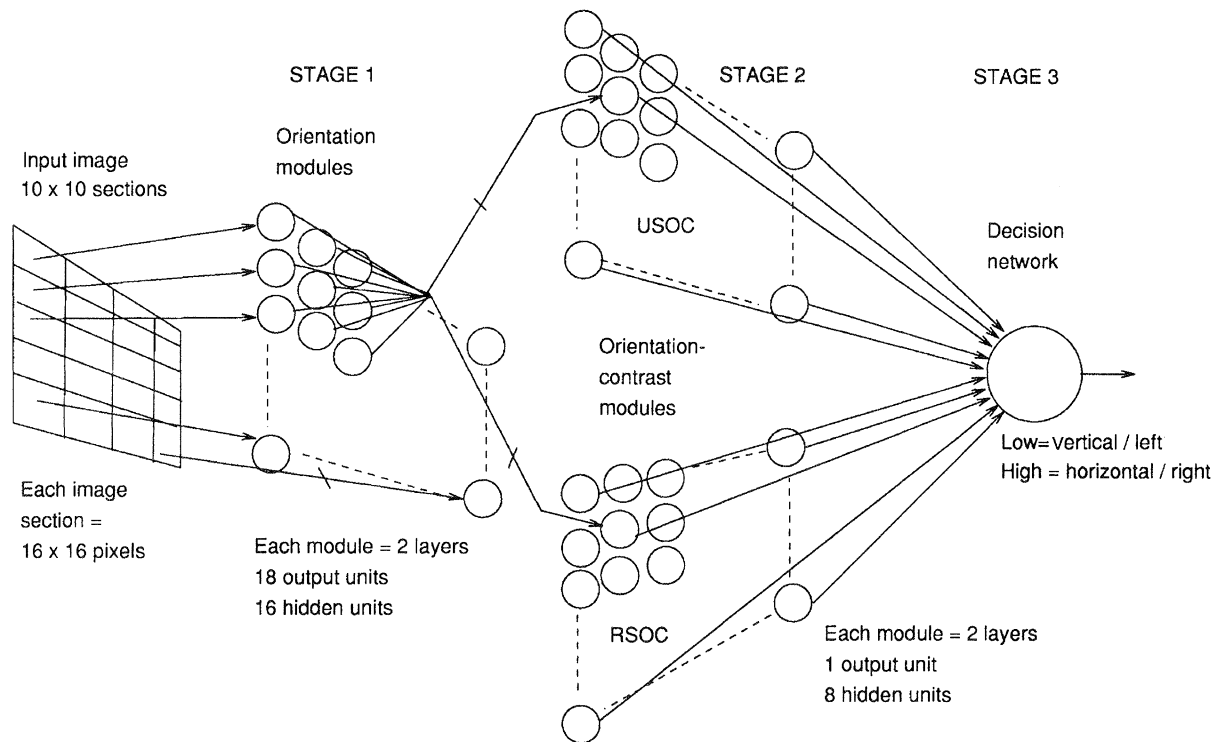 STAGE 1
STAGE 2
STAGE 3
Orientation
modules
Input image
10 x 10 sections
USOC
Decision
network
Orientation-
contrast
modules
Low= vertical / left
High = horizontal / right
Each image
section =
16 x 16 pixels
Each module = 2 layers
18 output units
16 hidden units
RSOC
Each module = 2 layers
1 output unit
8 hidden units